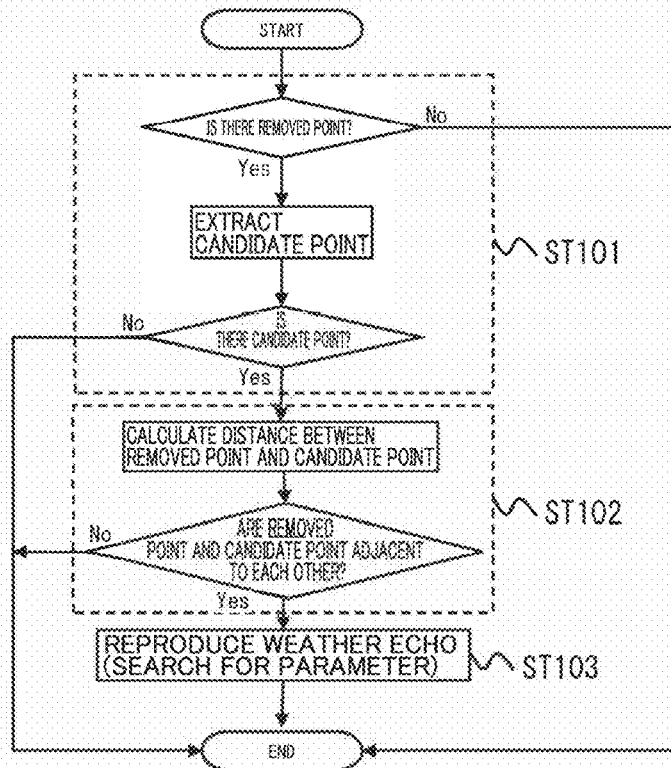 START
IS THERE REMOVED POINT?
No
Yes
EXTRACT
CANDIDATE POINT
ST101
IS
THERE CANDIDATE POINT?
No
Yes
CALCULATE DISTANCE BETWEEN
REMOVED POINT AND CANDIDATE POINT
ST102
ARE REMOVED
POINT AND CANDIDATE POINT ADJACENT
TO EACH OTHER?
No
Yes
REPRODUCE WEATHER ECHO
(SEARCH FOR PARAMETER)
ST103
END